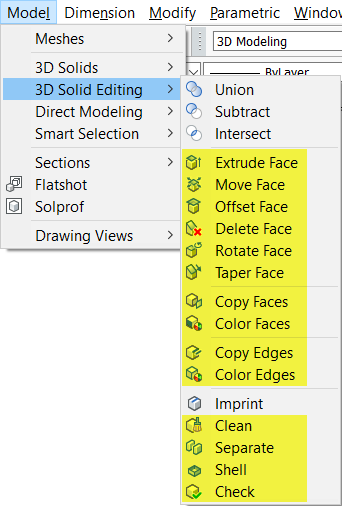 Model Dimension Modify Parametric Window
Meshes
3D Modeling
3D Solids
ByLayer
3D Solid Editing
Direct Modeling
Smart Selection
Sections
Flatshot
Solprof
Drawing Views
Union
Subtract
Intersect
Extrude Face
Move Face
Offset Face
Delete Face
Rotate Face
Taper Face
Copy Faces
Color Faces
Copy Edges
Color Edges
Imprint
Clean
Separate
Shell
Check